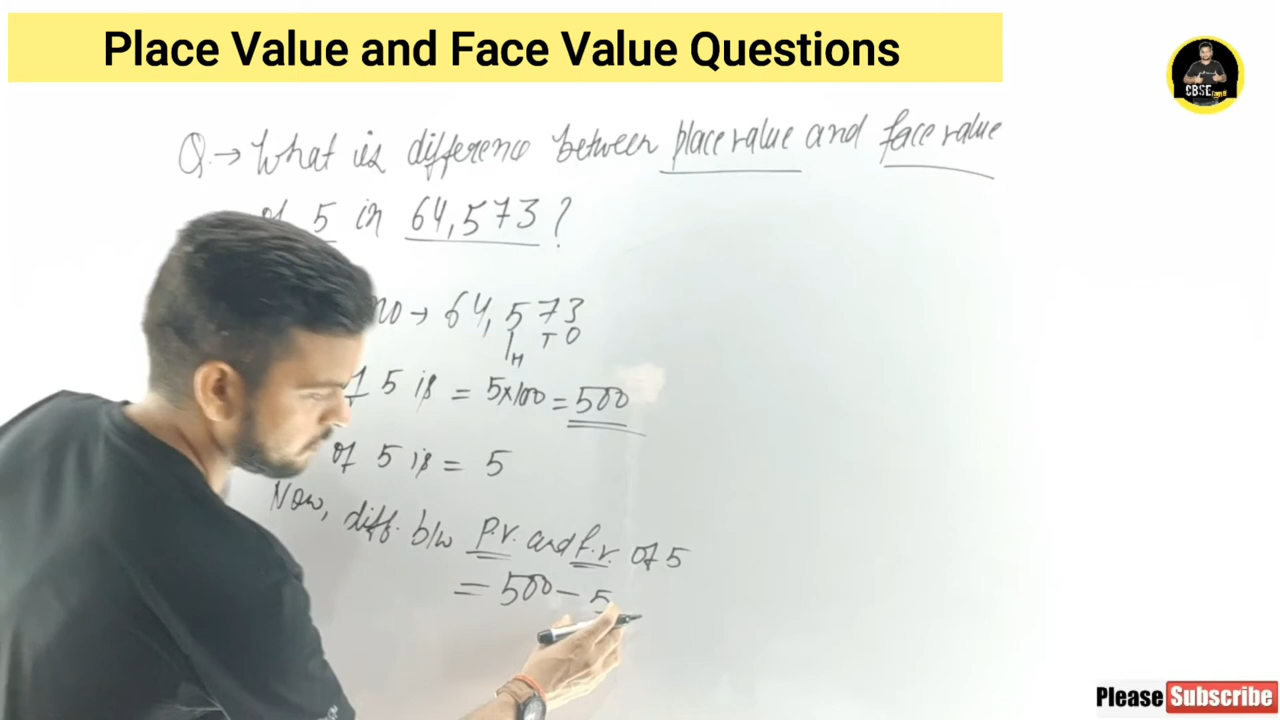 Place Value and Face Value Questions
CBSE
Q.→ What is difference between place value and face value
of 5 in 64,573?
no → 64,573
H T O
f 5 is = 5×100 = 500
of 5 is = 5
Now, diff. b/w P.V. and f.v. of 5
= 500 - 5
Please Subscribe